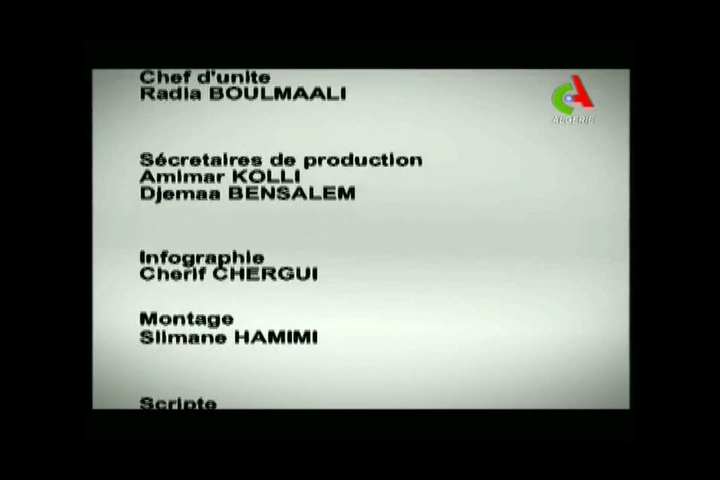 Chef d'unite
Radia BOULMAALI
ALGERIE
Sécretaires de production
Amimar KOLLI
Djemaa BENSALEM
Infographie
Cherif CHERGUI
Montage
Slimane HAMIMI
Scripte